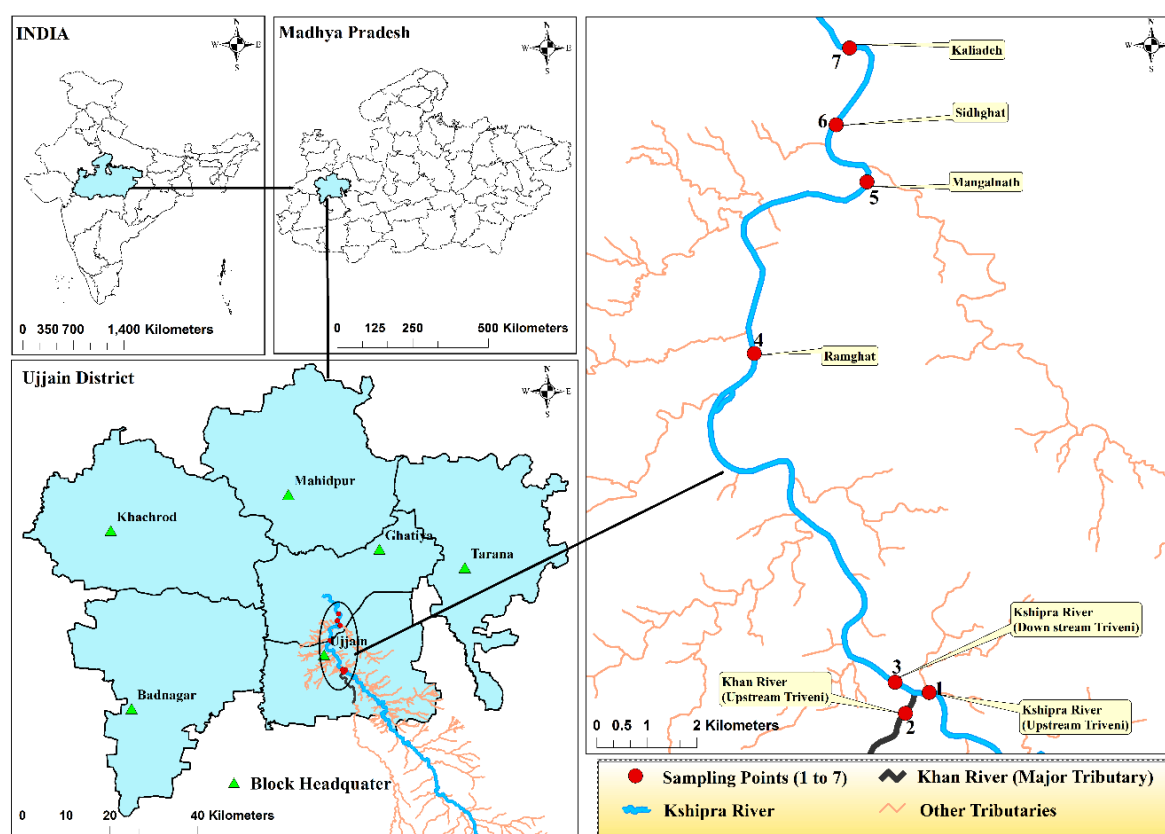 INDIA
N
W E
S
0 350 700 1,400 Kilometers
Madhya Pradesh
N
W E
S
0 125 250 500 Kilometers
Ujjain District
N
W E
S
Mahidpur
Khachrod
Ghatiya
Tarana
Ujjain
Badnagar
Block Headquater
0 10 20 40 Kilometers
N
W E
S
7
Kaliadeh
6
Sidhghat
Mangalnath
5
4
Ramghat
Kshipra River
(Down stream Triveni)
3
Khan River
(Upstream Triveni)
1
2
Kshipra River
(Upstream Triveni)
0 0.5 1 2 Kilometers
Sampling Points (1 to 7)
Khan River (Major Tributary)
Kshipra River
Other Tributaries